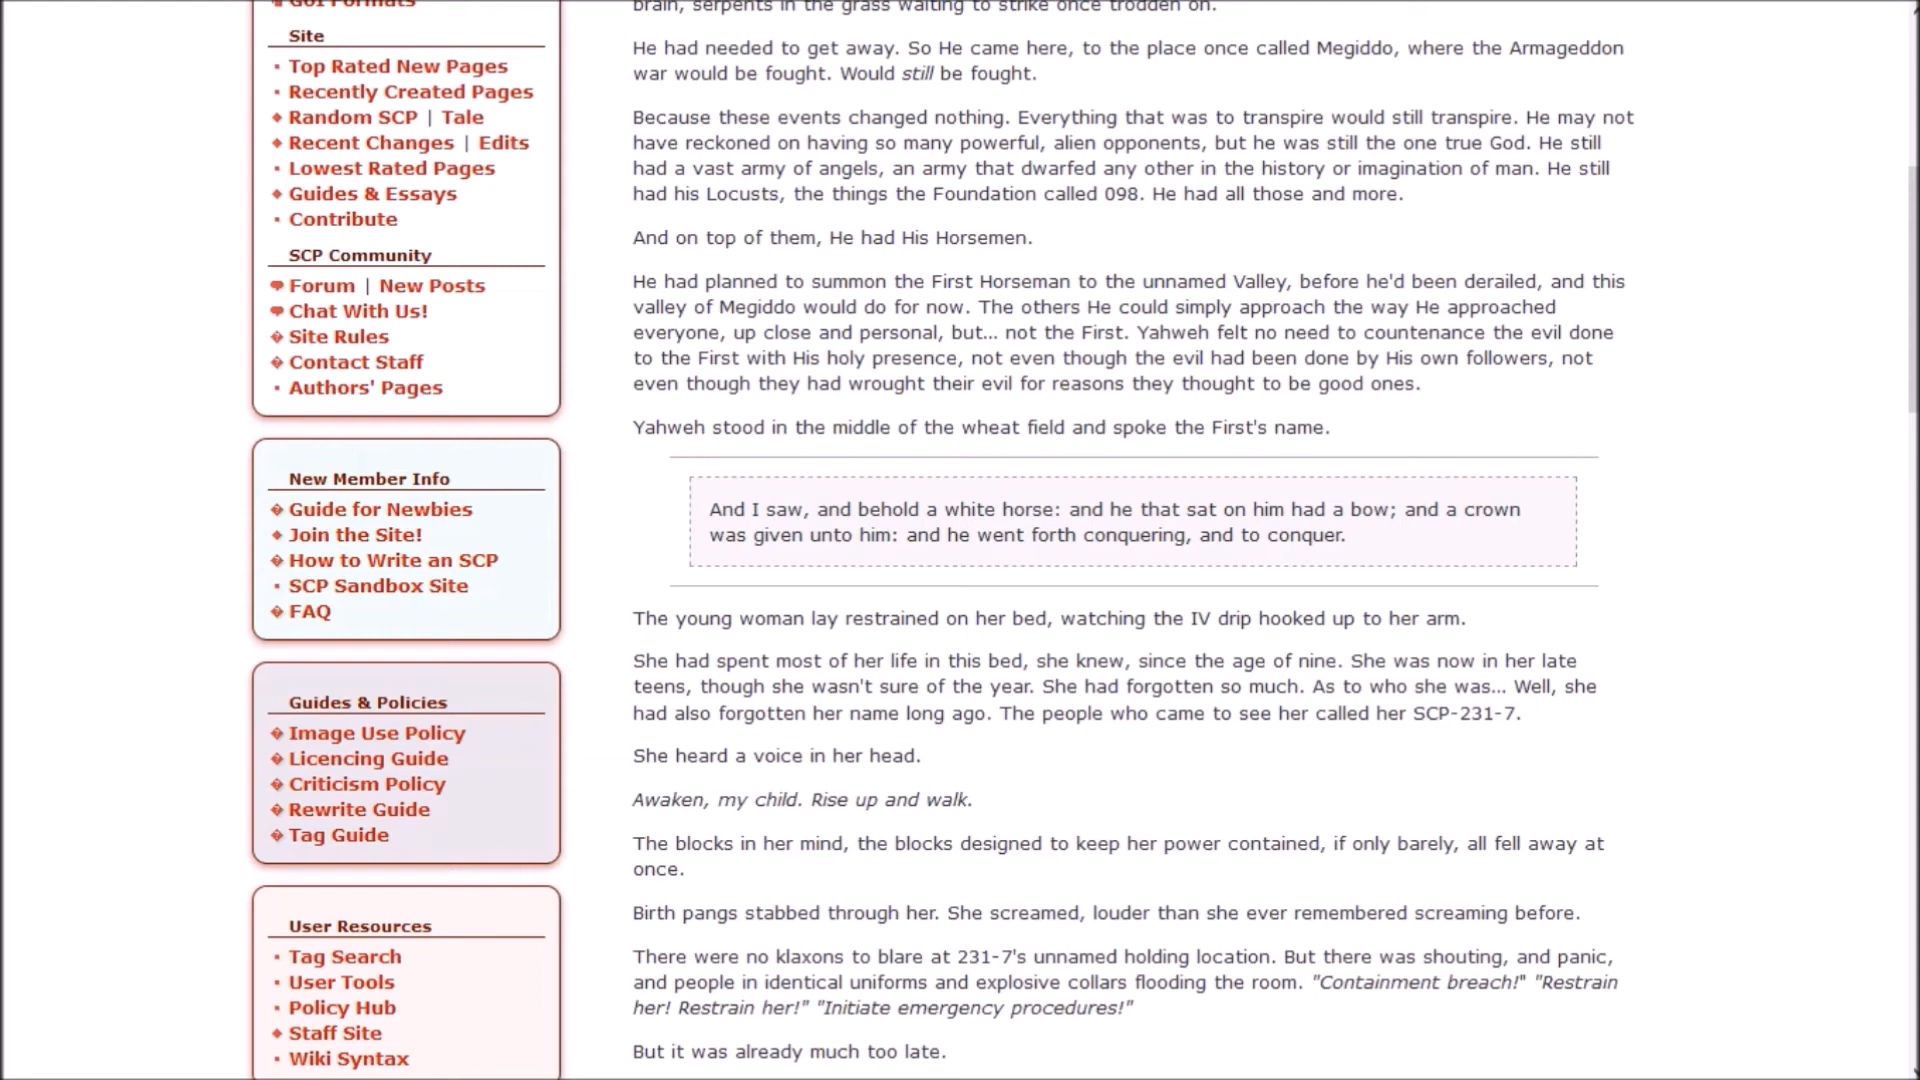 GoI Formats
Site
Top Rated New Pages
Recently Created Pages
Random SCP | Tale
Recent Changes | Edits
Lowest Rated Pages
Guides & Essays
Contribute
SCP Community
Forum | New Posts
Chat With Us!
Site Rules
Contact Staff
Authors' Pages
New Member Info
Guide for Newbies
Join the Site!
How to Write an SCP
SCP Sandbox Site
FAQ
Guides & Policies
Image Use Policy
Licencing Guide
Criticism Policy
Rewrite Guide
Tag Guide
User Resources
Tag Search
User Tools
Policy Hub
Staff Site
Wiki Syntax
brain, serpents in the grass waiting to strike once trodden on.
He had needed to get away. So He came here, to the place once called Megiddo, where the Armageddon
war would be fought. Would still be fought.
Because these events changed nothing. Everything that was to transpire would still transpire. He may not
have reckoned on having so many powerful, alien opponents, but he was still the one true God. He still
had a vast army of angels, an army that dwarfed any other in the history or imagination of man. He still
had his Locusts, the things the Foundation called 098. He had all those and more.
And on top of them, He had His Horsemen.
He had planned to summon the First Horseman to the unnamed Valley, before he'd been derailed, and this
valley of Megiddo would do for now. The others He could simply approach the way He approached
everyone, up close and personal, but... not the First. Yahweh felt no need to countenance the evil done
to the First with His holy presence, not even though the evil had been done by His own followers, not
even though they had wrought their evil for reasons they thought to be good ones.
Yahweh stood in the middle of the wheat field and spoke the First's name.
And I saw, and behold a white horse: and he that sat on him had a bow; and a crown
was given unto him: and he went forth conquering, and to conquer.
The young woman lay restrained on her bed, watching the IV drip hooked up to her arm.
She had spent most of her life in this bed, she knew, since the age of nine. She was now in her late
teens, though she wasn't sure of the year. She had forgotten so much. As to who she was... Well, she
had also forgotten her name long ago. The people who came to see her called her SCP-231-7.
She heard a voice in her head.
Awaken, my child. Rise up and walk.
The blocks in her mind, the blocks designed to keep her power contained, if only barely, all fell away at
once.
Birth pangs stabbed through her. She screamed, louder than she ever remembered screaming before.
There were no klaxons to blare at 231-7's unnamed holding location. But there was shouting, and panic,
and people in identical uniforms and explosive collars flooding the room. "Containment breach!" "Restrain
her! Restrain her!" "Initiate emergency procedures!"
But it was already much too late.